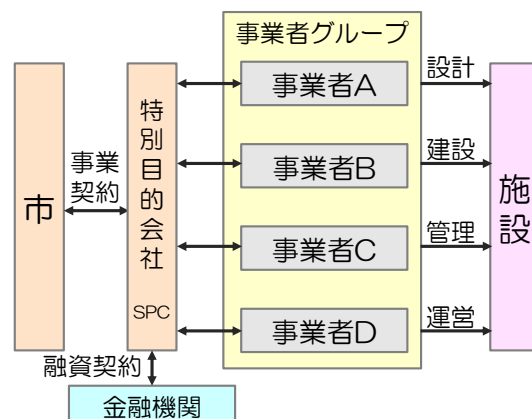 事業者グループ
市
事業
契約
特別目的会社
SPC
事業者A
事業者B
事業者C
事業者D
設計
建設
管理
運営
施設
融資契約
金融機関